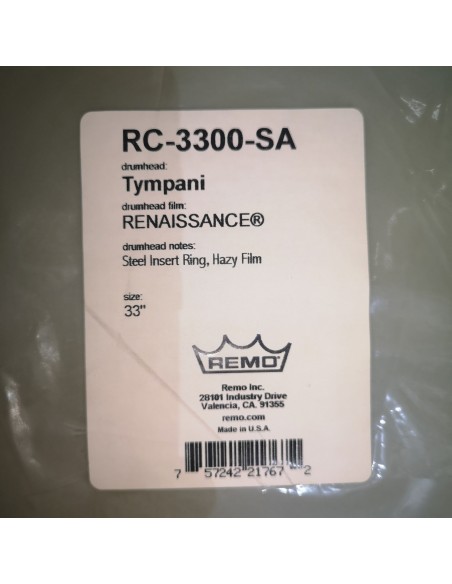 RC-3300-SA
drumhead:
Tympani
drumhead film:
RENAISSANCE®
drumhead notes:
Steel Insert Ring, Hazy Film
size:
33"
REMO
Remo Inc.
28101 Industry Drive
Valencia, CA. 91355
remo.com
Made in U.S.A.
7 57242 21767 2